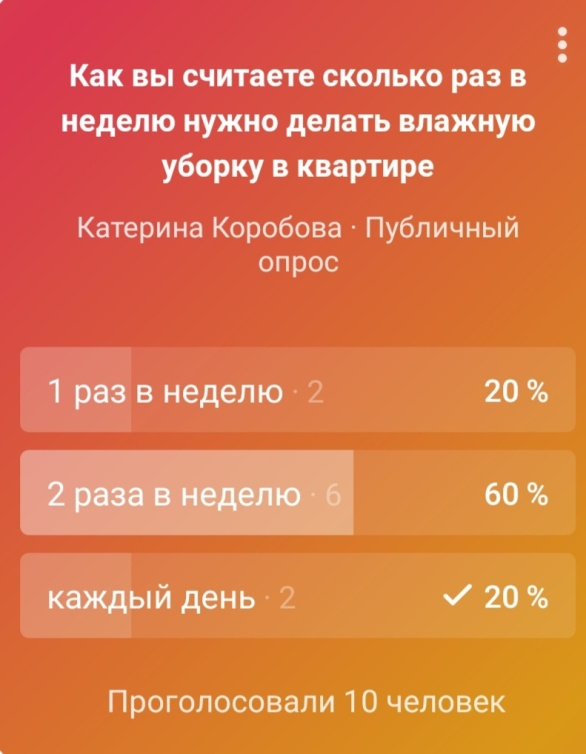 Как вы считаете сколько раз в
неделю нужно делать влажную
уборку в квартире
Катерина Коробова · Публичный
опрос
1 раз в неделю · 2 20 %
2 раза в неделю · 6 60 %
каждый день · 2 ✓ 20 %
Проголосовали 10 человек